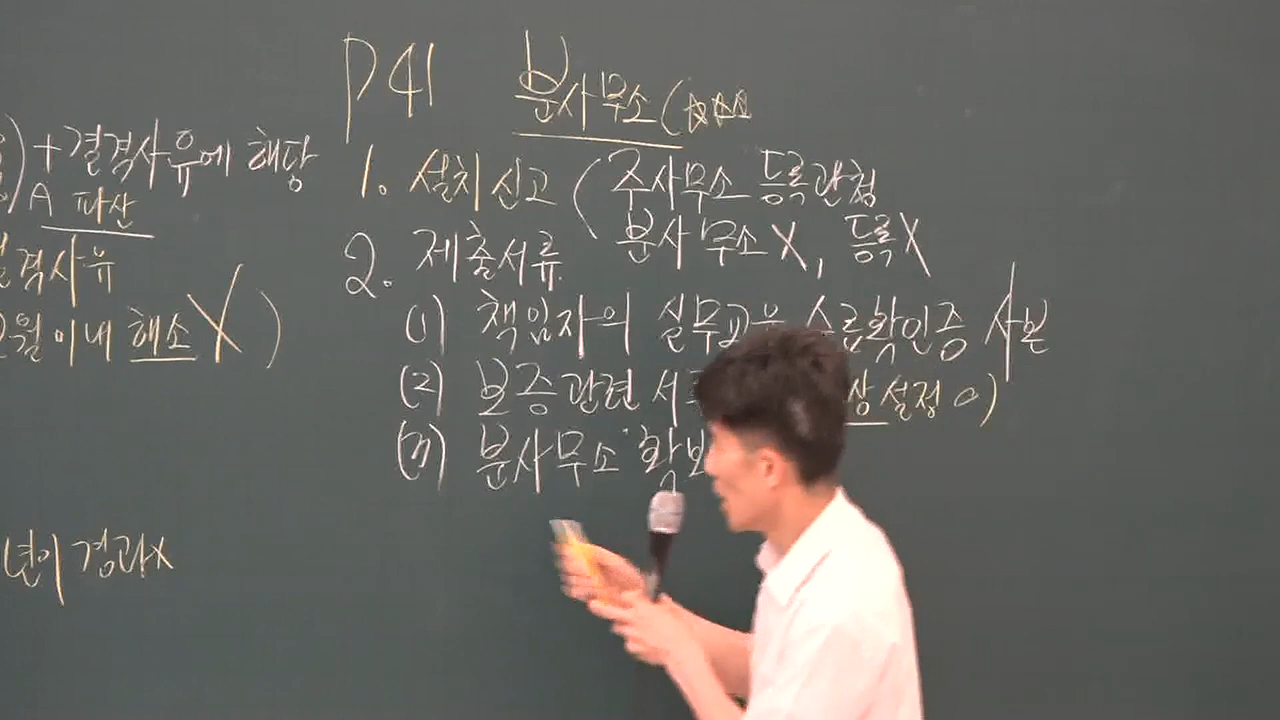 P41 분사무소(
1. 설치신고 (주사무소 등록관청
분사무소X, 등록X
2. 제출서류
(1) 책임자의 실무교육 수료확인증 사본
(2) 보증관련 서 상 설정 o)
(3) 분사무소 확보
) + 결격사유에 해당
A 파산
결격사유
월 이내 해소 X )
년이 경과x